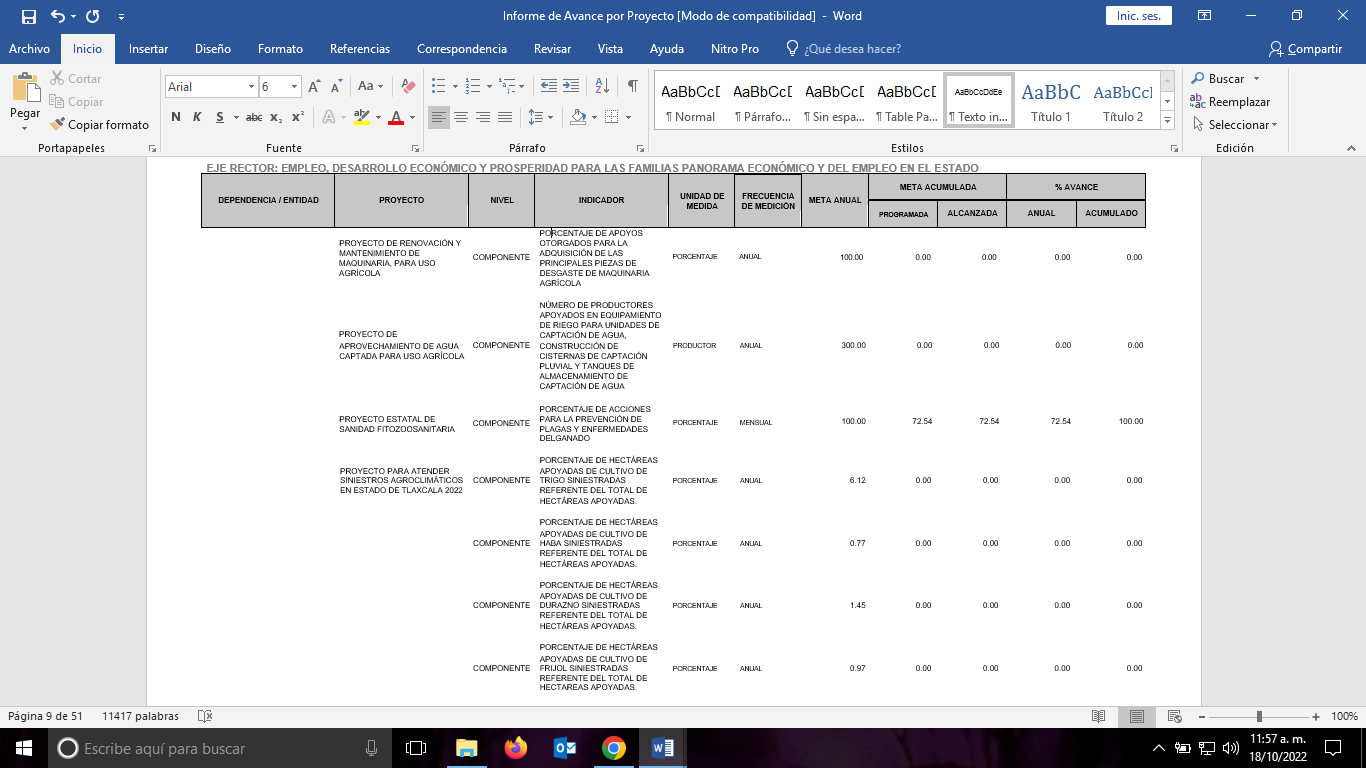 Informe de Avance por Proyecto [Modo de compatibilidad] - Word
Inic. ses.
Archivo Inicio Insertar Diseño Formato Referencias Correspondencia Revisar Vista Ayuda Nitro Pro ¿Qué desea hacer? Compartir
Pegar
Cortar
Copiar
Copiar formato
Portapapeles
Arial 6
Aa
N K S abc x₂ x²
A
Fuente
Párrafo
AaBbCcD AaBbCcD AaBbCcD AaBbCcD AaBbCcDdEe AaBbC AaBbCcI
¶ Normal ¶ Párrafo... ¶ Sin espa... ¶ Table Pa... ¶ Texto in... Título 1 Título 2
Estilos
Buscar
Reemplazar
Seleccionar
Edición
EJE RECTOR: EMPLEO, DESARROLLO ECONÓMICO Y PROSPERIDAD PARA LAS FAMILIAS PANORAMA ECONÓMICO Y DEL EMPLEO EN EL ESTADO
DEPENDENCIA / ENTIDAD
PROYECTO
NIVEL
INDICADOR
UNIDAD DE
MEDIDA
FRECUENCIA
DE MEDICIÓN
META ANUAL
META ACUMULADA
PROGRAMADA ALCANZADA
% AVANCE
ANUAL ACUMULADO
PROYECTO DE RENOVACIÓN Y
MANTENIMIENTO DE
MAQUINARIA, PARA USO
AGRÍCOLA
COMPONENTE
PORCENTAJE DE APOYOS
OTORGADOS PARA LA
ADQUISICIÓN DE LAS
PRINCIPALES PIEZAS DE
DESGASTE DE MAQUINARIA
AGRÍCOLA
PORCENTAJE ANUAL 100.00 0.00 0.00 0.00 0.00
PROYECTO DE
APROVECHAMIENTO DE AGUA
CAPTADA PARA USO AGRÍCOLA
COMPONENTE
NÚMERO DE PRODUCTORES
APOYADOS EN EQUIPAMIENTO
DE RIEGO PARA UNIDADES DE
CAPTACIÓN DE AGUA,
CONSTRUCCIÓN DE
CISTERNAS DE CAPTACIÓN
PLUVIAL Y TANQUES DE
ALMACENAMIENTO DE
CAPTACIÓN DE AGUA
PRODUCTOR ANUAL 300.00 0.00 0.00 0.00 0.00
PROYECTO ESTATAL DE
SANIDAD FITOZOOSANITARIA
COMPONENTE
PORCENTAJE DE ACCIONES
PARA LA PREVENCIÓN DE
PLAGAS Y ENFERMEDADES
DELGANADO
PORCENTAJE MENSUAL 100.00 72.54 72.54 72.54 100.00
PROYECTO PARA ATENDER
SINIESTROS AGROCLIMÁTICOS
EN ESTADO DE TLAXCALA 2022
COMPONENTE
PORCENTAJE DE HECTÁREAS
APOYADAS DE CULTIVO DE
TRIGO SINIESTRADAS
REFERENTE DEL TOTAL DE
HECTÁREAS APOYADAS.
PORCENTAJE ANUAL 6.12 0.00 0.00 0.00 0.00
COMPONENTE
PORCENTAJE DE HECTÁREAS
APOYADAS DE CULTIVO DE
HABA SINIESTRADAS
REFERENTE DEL TOTAL DE
HECTÁREAS APOYADAS.
PORCENTAJE ANUAL 0.77 0.00 0.00 0.00 0.00
COMPONENTE
PORCENTAJE DE HECTÁREAS
APOYADAS DE CULTIVO DE
DURAZNO SINIESTRADAS
REFERENTE DEL TOTAL DE
HECTÁREAS APOYADAS.
PORCENTAJE ANUAL 1.45 0.00 0.00 0.00 0.00
COMPONENTE
PORCENTAJE DE HECTÁREAS
APOYADAS DE CULTIVO DE
FRIJOL SINIESTRADAS
REFERENTE DEL TOTAL DE
HECTAREAS APOYADAS.
PORCENTAJE ANUAL 0.97 0.00 0.00 0.00 0.00
Página 9 de 51 11417 palabras
100%
Escribe aquí para buscar
11:57 a. m.
18/10/2022